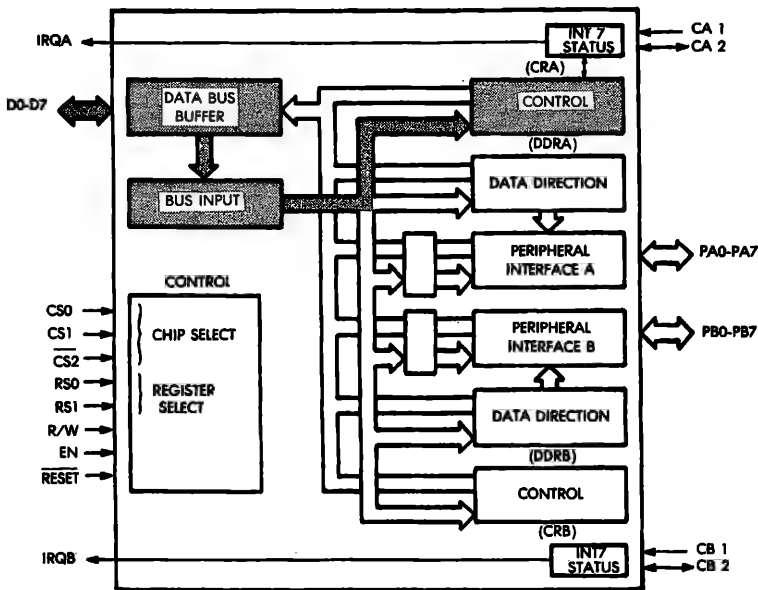 IRQA
INT 7
STATUS
CA 1
CA 2
(CRA)
D0-D7
DATA BUS
BUFFER
CONTROL
(DDRA)
DATA DIRECTION
BUS INPUT
PERIPHERAL
INTERFACE A
PA0-PA7
CONTROL
CS0
CS1
CS2
RS0
RS1
R/W
EN
RESET
CHIP SELECT
REGISTER
SELECT
PERIPHERAL
INTERFACE B
PB0-PB7
DATA DIRECTION
(DDRB)
CONTROL
(CRB)
IRQB
INT7
STATUS
CB 1
CB 2